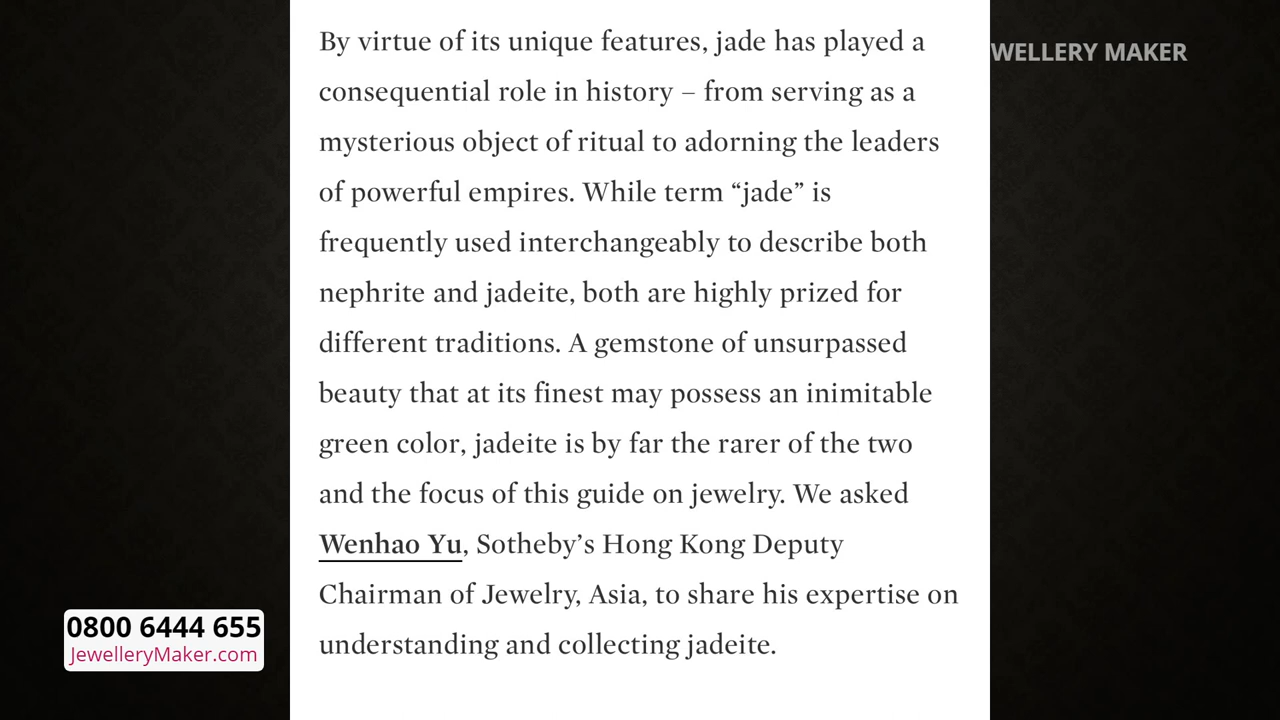 By virtue of its unique features, jade has played a
consequential role in history – from serving as a
mysterious object of ritual to adorning the leaders
of powerful empires. While term “jade” is
frequently used interchangeably to describe both
nephrite and jadeite, both are highly prized for
different traditions. A gemstone of unsurpassed
beauty that at its finest may possess an inimitable
green color, jadeite is by far the rarer of the two
and the focus of this guide on jewelry. We asked
Wenhao Yu, Sotheby’s Hong Kong Deputy
Chairman of Jewelry, Asia, to share his expertise on
understanding and collecting jadeite.
WELLERY MAKER
0800 6444 655
JewelleryMaker.com